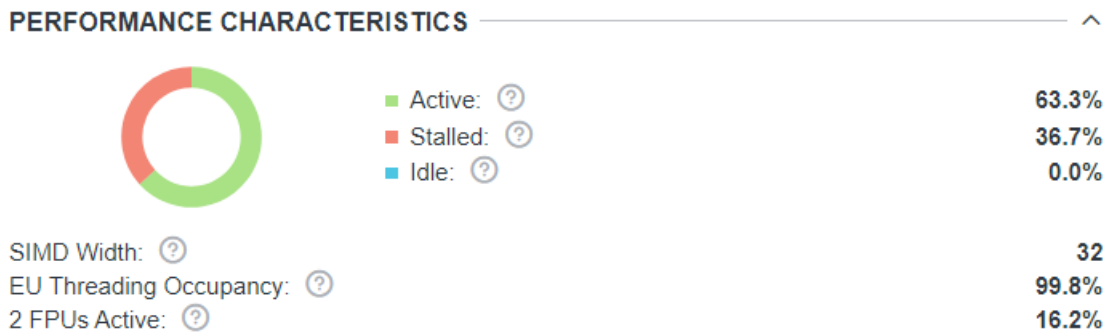 PERFORMANCE CHARACTERISTICS
Active: ? 63.3%
Stalled: ? 36.7%
Idle: ? 0.0%
SIMD Width: ? 32
EU Threading Occupancy: ? 99.8%
2 FPUs Active: ? 16.2%